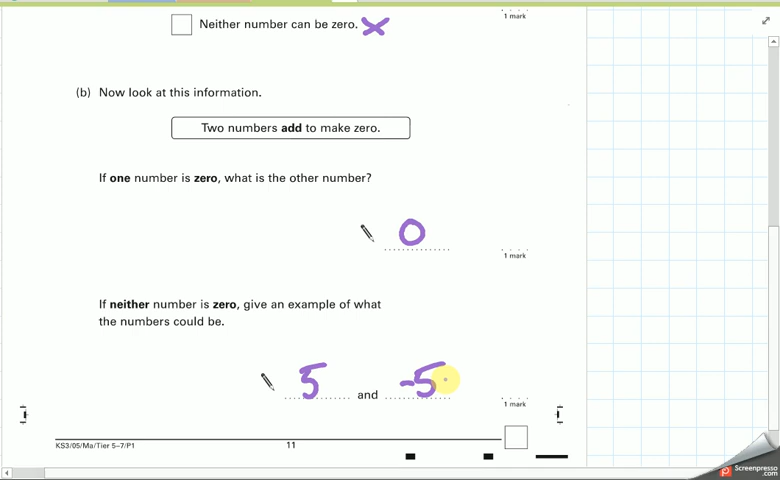 1 mark
Neither number can be zero. ×
(b) Now look at this information.
Two numbers add to make zero.
If one number is zero, what is the other number?
0
1 mark
If neither number is zero, give an example of what
the numbers could be.
5 and -5
1 mark
KS3/05/Ma/Tier 5–7/P1
11
Screenpresso
.com